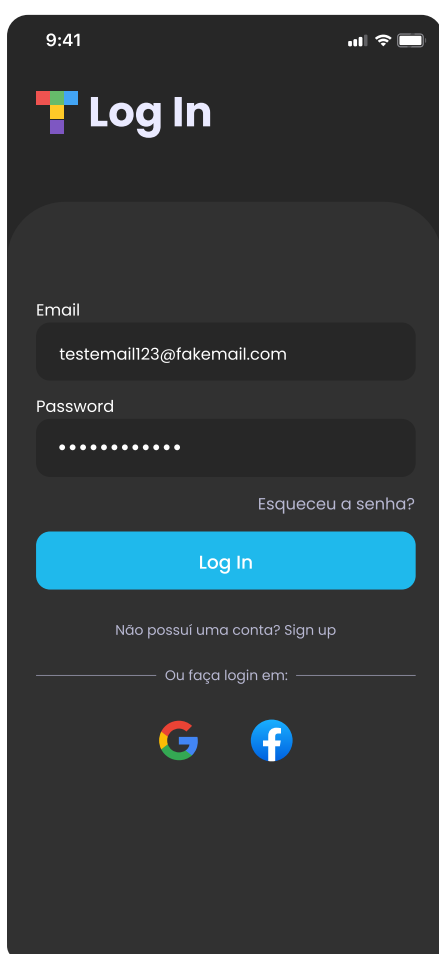 9:41
Log In
Email
testemail123@fakemail.com
Password
••••••••••••
Esqueceu a senha?
Log In
Não possuí uma conta? Sign up
Ou faça login em: